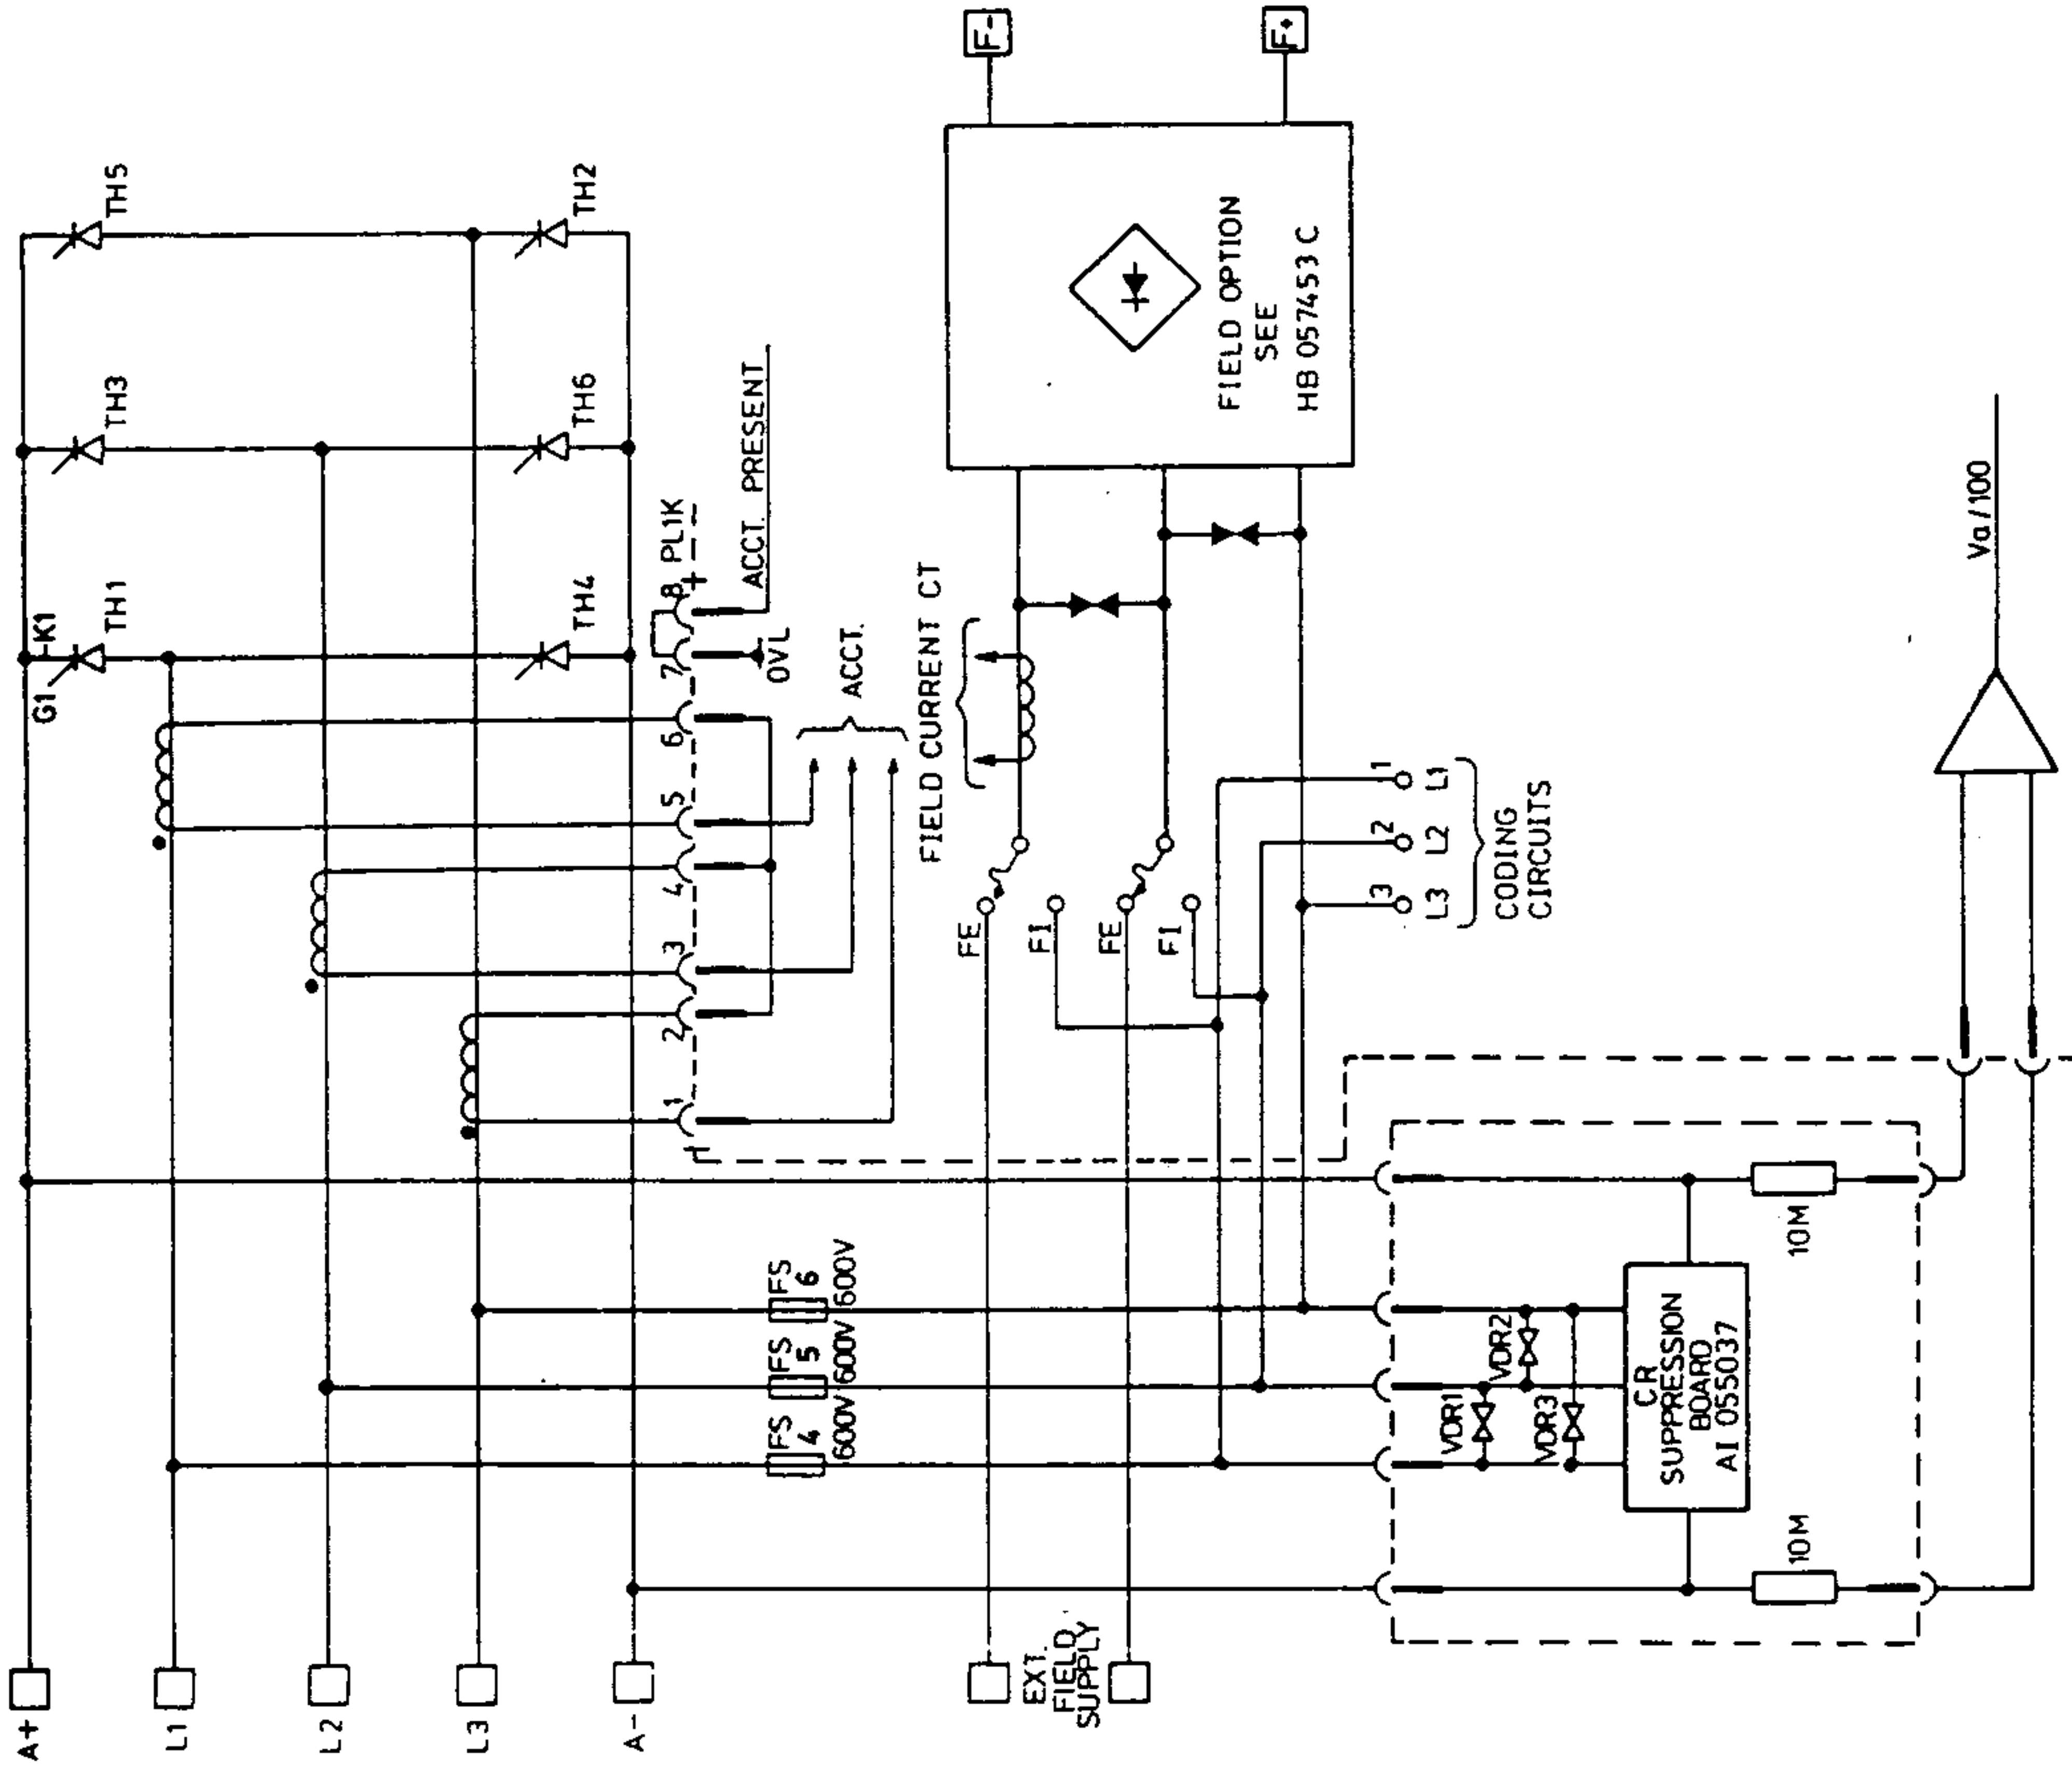 A+
L1
L2
L3
A-
G1
K1
TH1
TH3
TH5
TH4
TH6
TH2
1
2
3
4
5
6
7
8
PL1K
0VL
ACCT. PRESENT
ACCT.
FS
4
600V
FS
5
600V
FS
6
600V
FIELD CURRENT CT
EXT.
FIELD
SUPPLY
FE
FI
FE
FI
F-
F+
FIELD OPTION
SEE
HB 057453 C
3
2
1
L3
L2
L1
CODING
CIRCUITS
VDR1
VDR2
VDR3
CR
SUPPRESSION
BOARD
AI 055037
10M
10M
Va/100